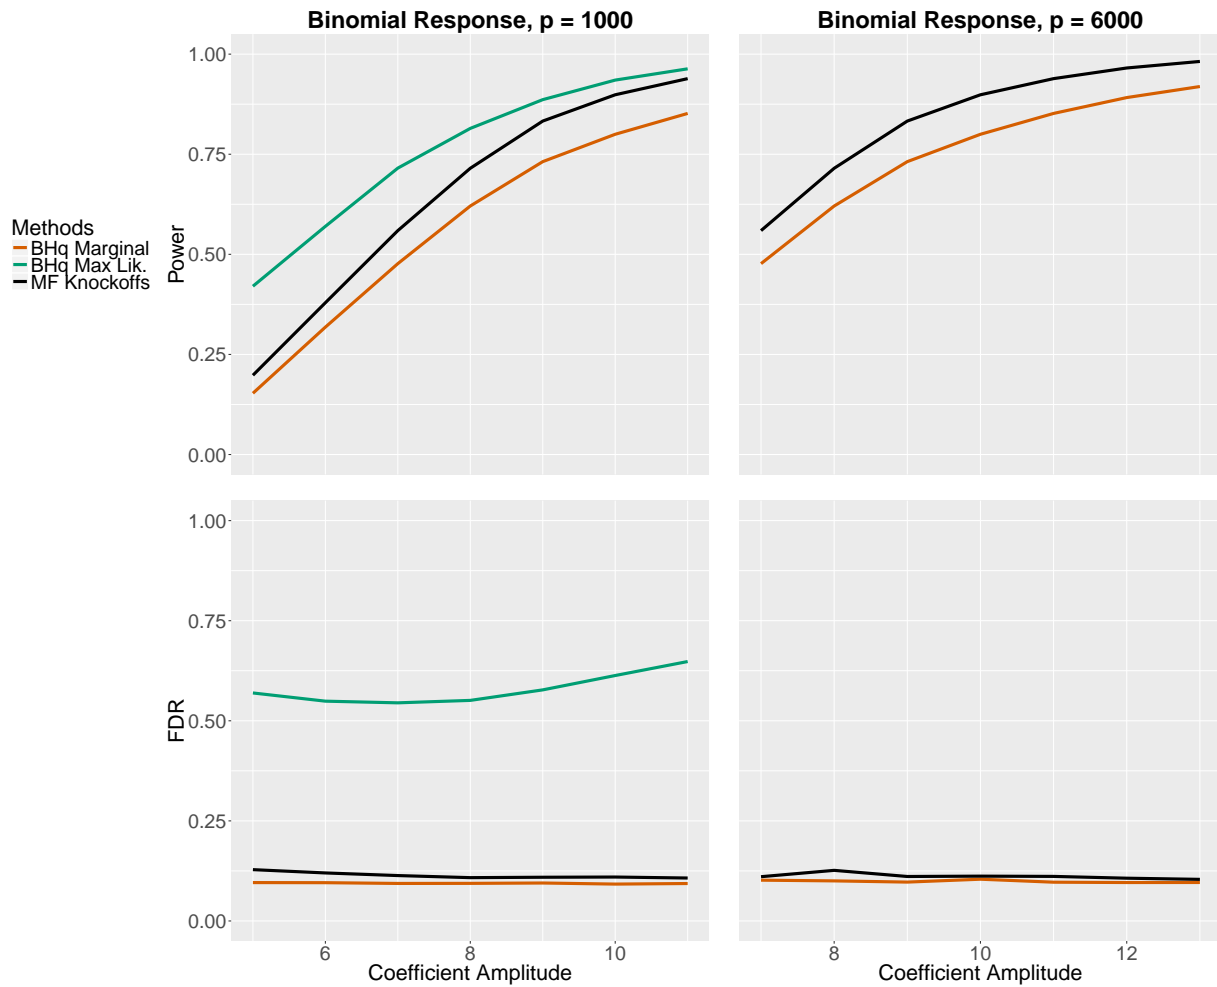 Binomial Response, p = 1000
Binomial Response, p = 6000
Methods
BHq Marginal
BHq Max Lik.
MF Knockoffs
Power
1.00
0.75
0.50
0.25
0.00
FDR
1.00
0.75
0.50
0.25
0.00
6 8 10
8 10 12
Coefficient Amplitude
Coefficient Amplitude